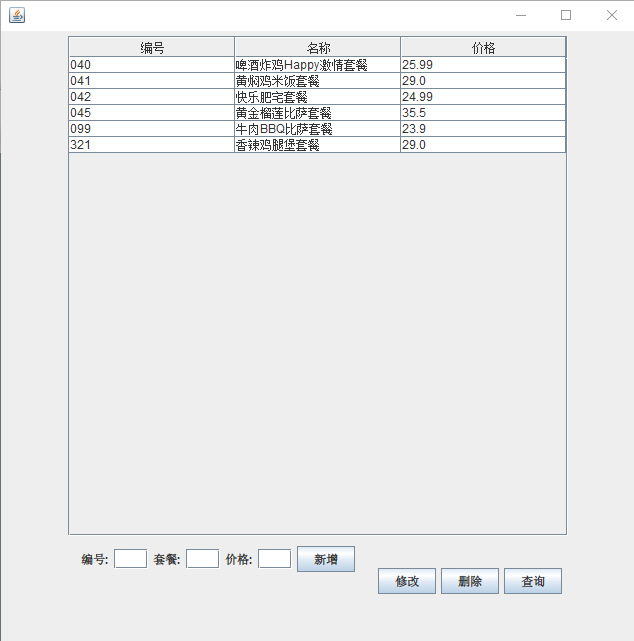 编号 名称 价格
040 啤酒炸鸡Happy激情套餐 25.99
041 黄焖鸡米饭套餐 29.0
042 快乐肥宅套餐 24.99
045 黄金榴莲比萨套餐 35.5
099 牛肉BBQ比萨套餐 23.9
321 香辣鸡腿堡套餐 29.0
编号: 套餐: 价格: 新增
修改 删除 查询